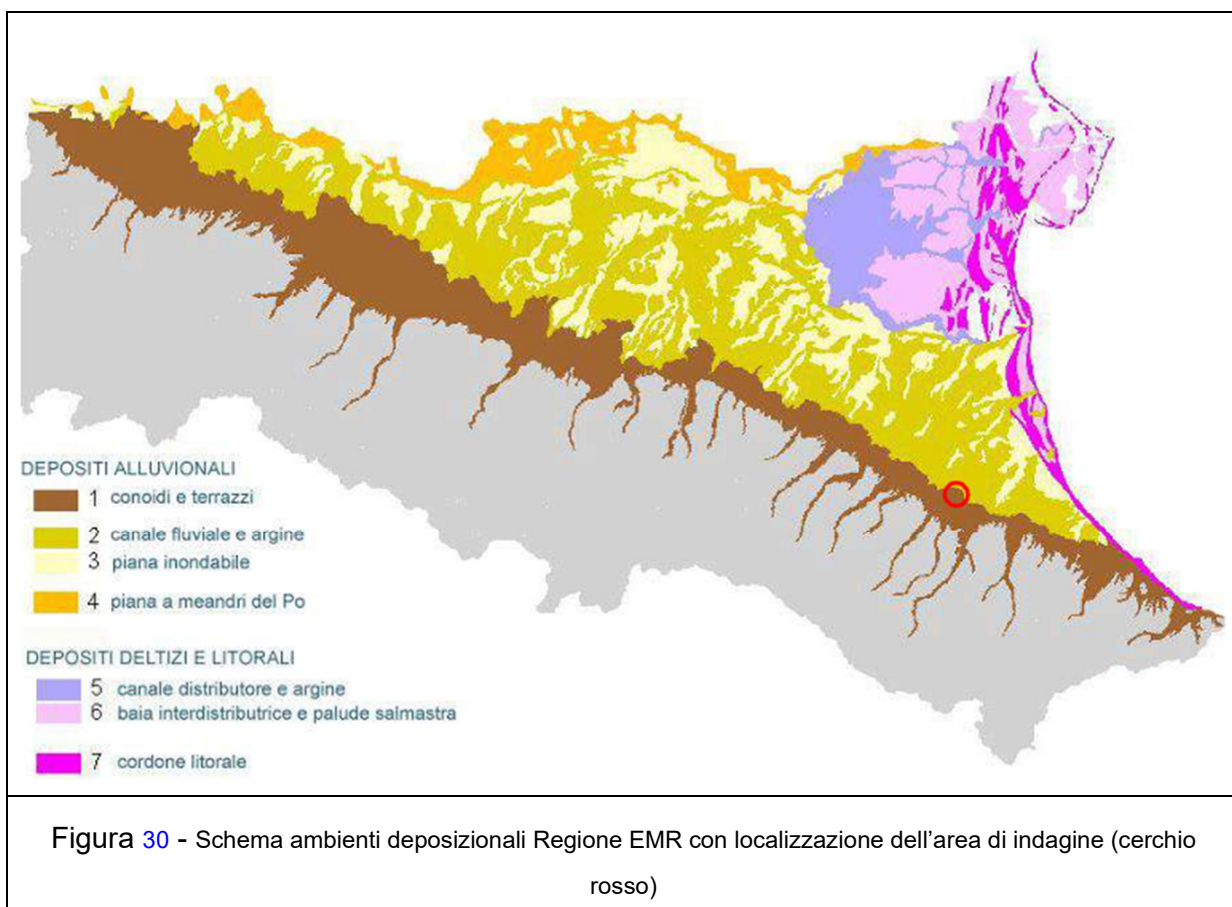 DEPOSITI ALLUVIONALI
1 conoidi e terrazzi
2 canale fluviale e argine
3 piana inondabile
4 piana a meandri del Po
DEPOSITI DELTIZI E LITORALI
5 canale distributore e argine
6 baia interdistributrice e palude salmastra
7 cordone litorale
Figura 30 - Schema ambienti deposizionali Regione EMR con localizzazione dell'area di indagine (cerchio
rosso)